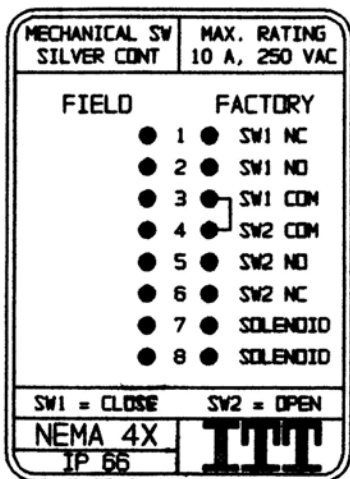 MECHANICAL SW MAX. RATING
SILVER CONT 10 A, 250 VAC
FIELD FACTORY
1 SW1 NC
2 SW1 NO
3 SW1 COM
4 SW2 COM
5 SW2 NO
6 SW2 NC
7 SOLENOID
8 SOLENOID
SW1 = CLOSE SW2 = OPEN
NEMA 4X
IP 66
ITT